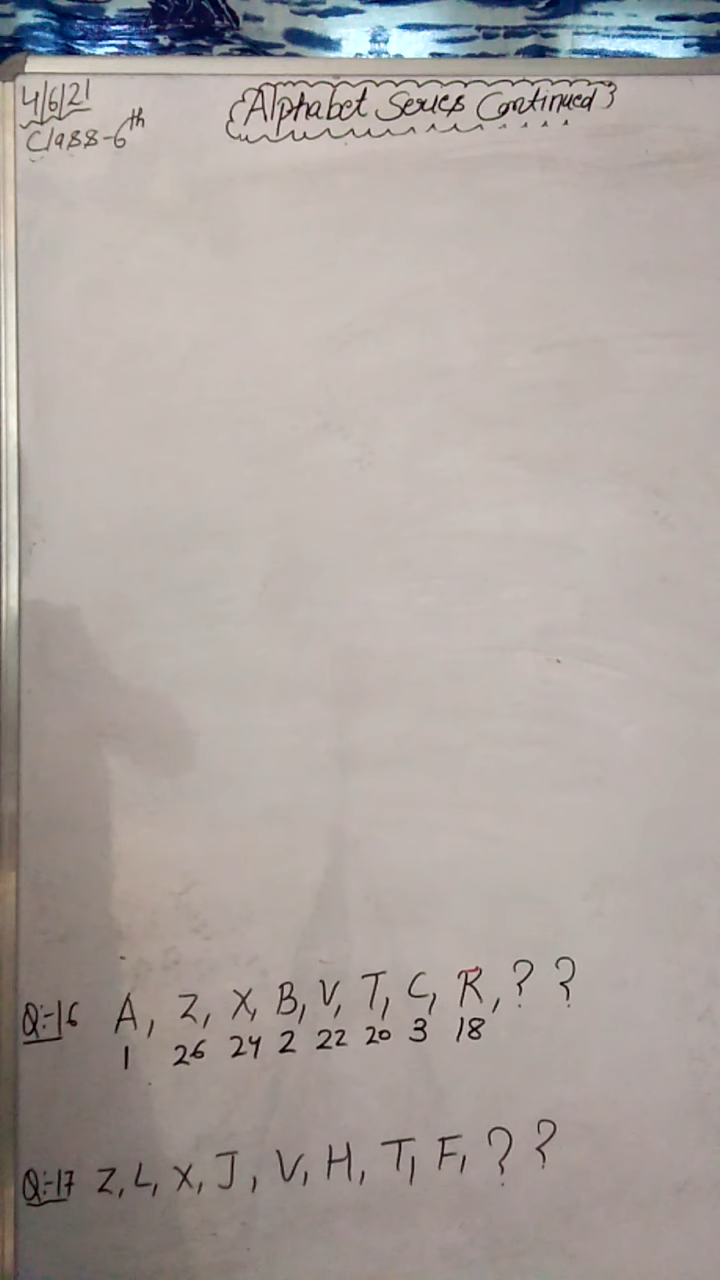 4/6/21
Class-6th
Alphabet Series Continued
Q:-16 A, Z, X, B, V, T, C, R, ? ?
1 26 24 2 22 20 3 18
Q:-17 Z, L, X, J, V, H, T, F, ? ?